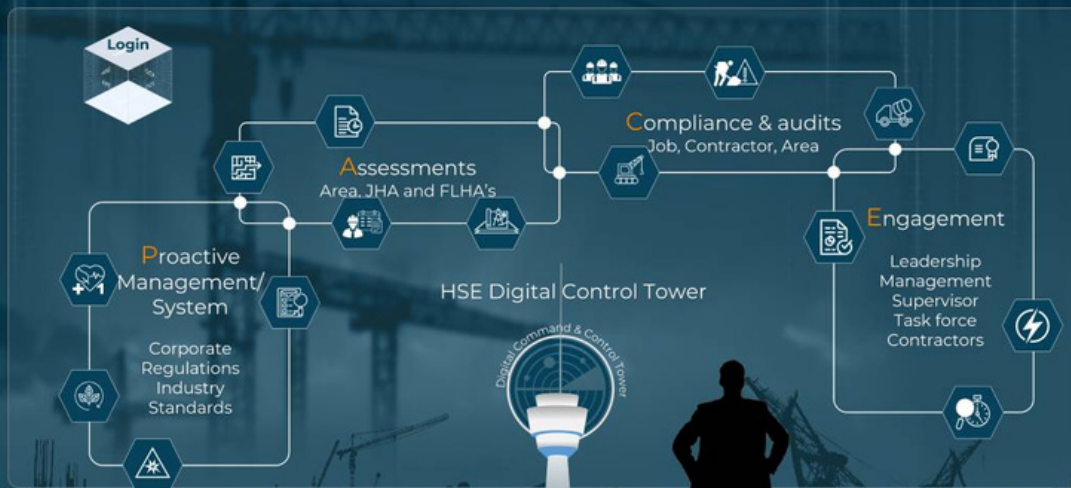 Login
Proactive
Management/
System
Corporate
Regulations
Industry
Standards
Assessments
Area, JHA and FLHA's
Compliance & audits
Job, Contractor, Area
Engagement
Leadership
Management
Supervisor
Task force
Contractors
HSE Digital Control Tower
Digital Command & Control Tower
+1